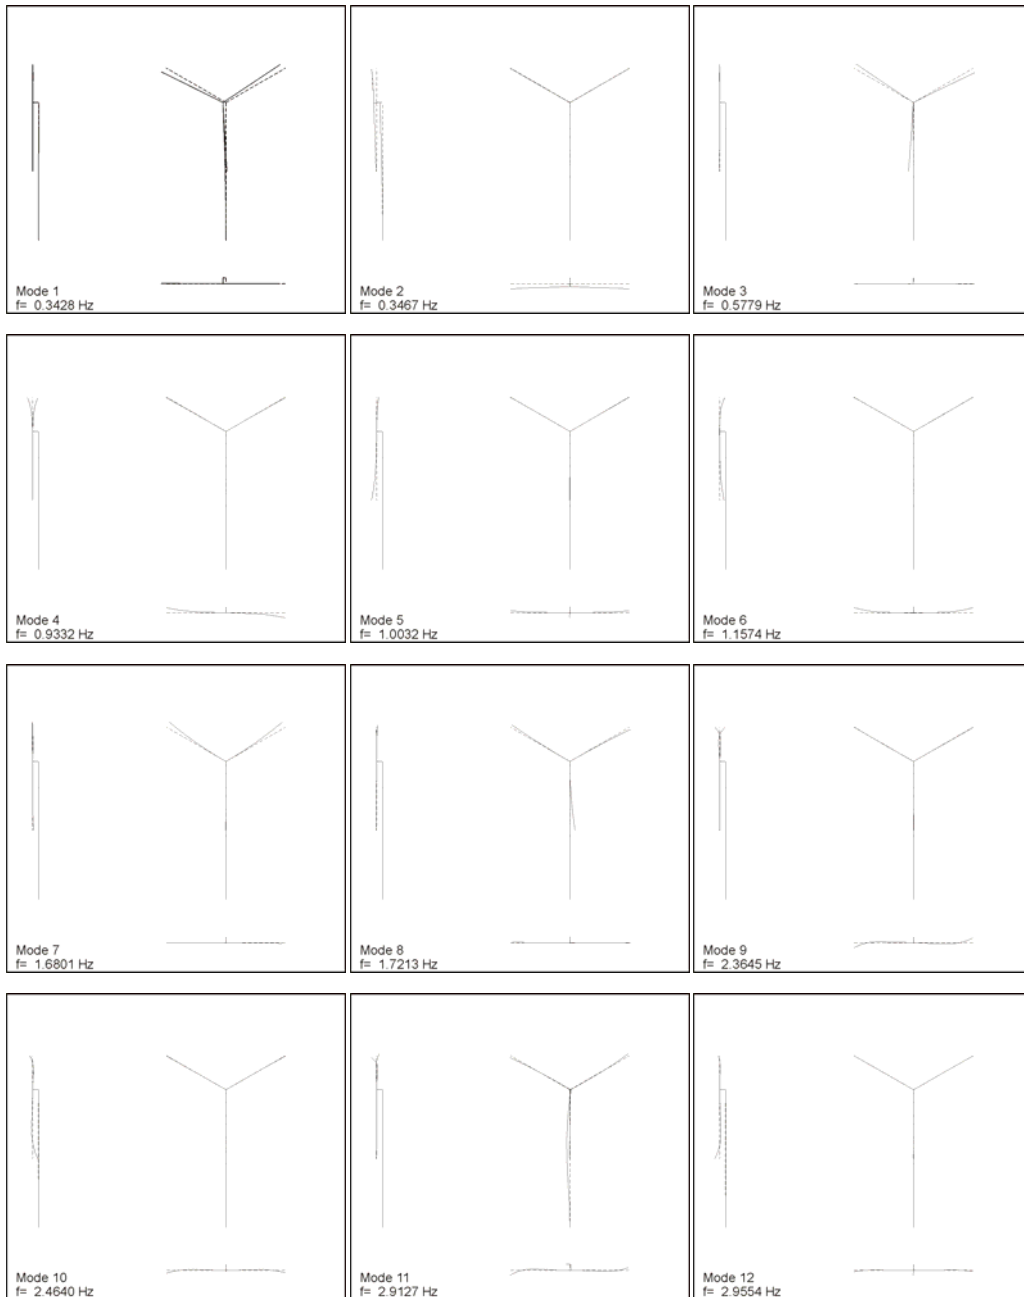 Mode 1
f= 0.3428 Hz
Mode 2
f= 0.3467 Hz
Mode 3
f= 0.5779 Hz
Mode 4
f= 0.9332 Hz
Mode 5
f= 1.0032 Hz
Mode 6
f= 1.1574 Hz
Mode 7
f= 1.6801 Hz
Mode 8
f= 1.7213 Hz
Mode 9
f= 2.3645 Hz
Mode 10
f= 2.4640 Hz
Mode 11
f= 2.9127 Hz
Mode 12
f= 2.9554 Hz